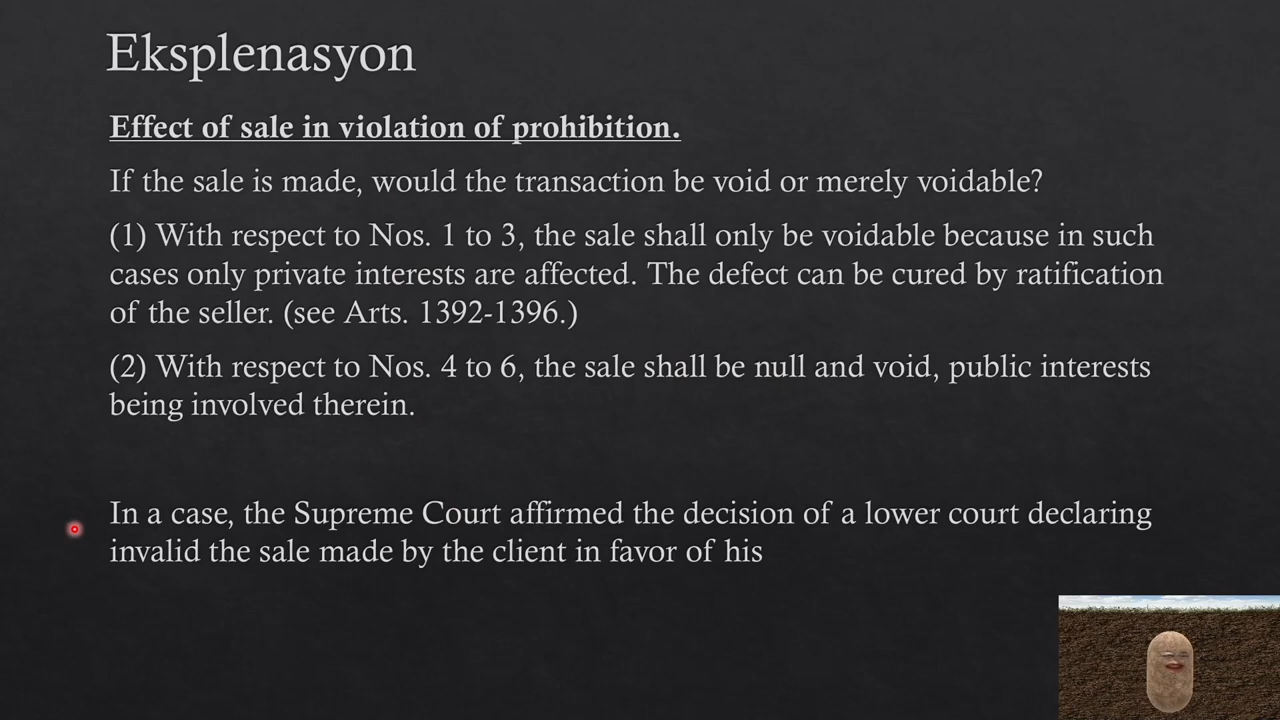 Eksplenasyon
Effect of sale in violation of prohibition.
If the sale is made, would the transaction be void or merely voidable?
(1) With respect to Nos. 1 to 3, the sale shall only be voidable because in such
cases only private interests are affected. The defect can be cured by ratification
of the seller. (see Arts. 1392-1396.)
(2) With respect to Nos. 4 to 6, the sale shall be null and void, public interests
being involved therein.
In a case, the Supreme Court affirmed the decision of a lower court declaring
invalid the sale made by the client in favor of his